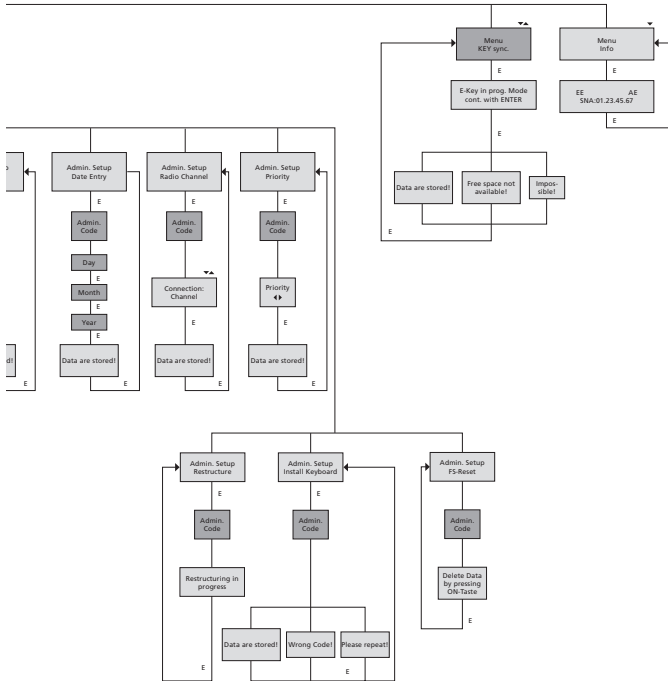 Menu
KEY sync.
Menu
Info
E
E
E-Key in prog. Mode
cont. with ENTER
EE AE
SNA:01.23.45.67
E
E
Data are stored!
Free space not
available!
Impos-
sible!
E
Admin. Setup
Date Entry
Admin. Setup
Radio Channel
Admin. Setup
Priority
E
E
E
Admin.
Code
Admin.
Code
Admin.
Code
Day
E
Month
E
Year
E
Connection:
Channel
E
Priority
E
d!
Data are stored!
Data are stored!
Data are stored!
E
E
E
E
Admin. Setup
Restructure
Admin. Setup
Install Keyboard
Admin. Setup
FS-Reset
E
E
Admin.
Code
Admin.
Code
Admin.
Code
Restructuring in
progress
Delete Data
by pressing
ON-Taste
E
Data are stored!
Wrong Code!
Please repeat!
E
E